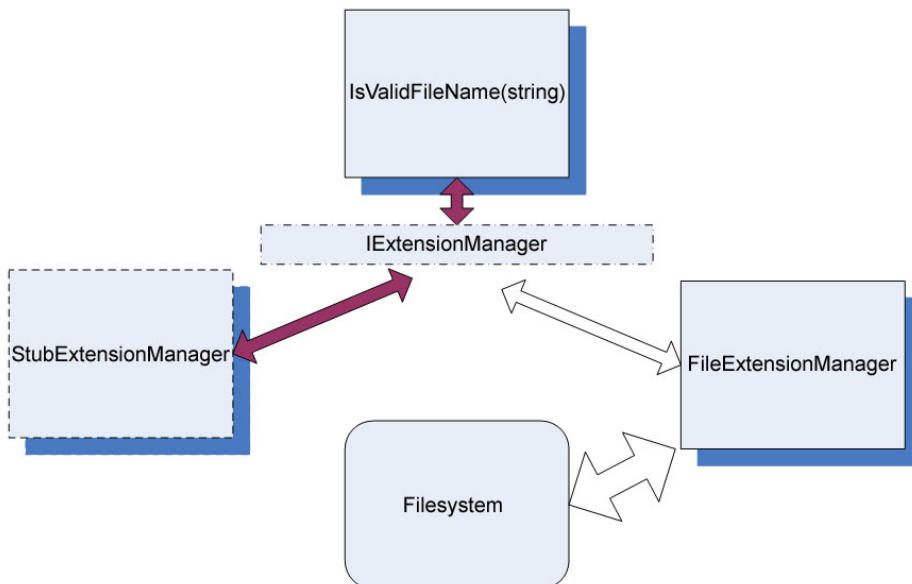 IsValidFileName(string)
IExtensionManager
StubExtensionManager
FileExtensionManager
Filesystem